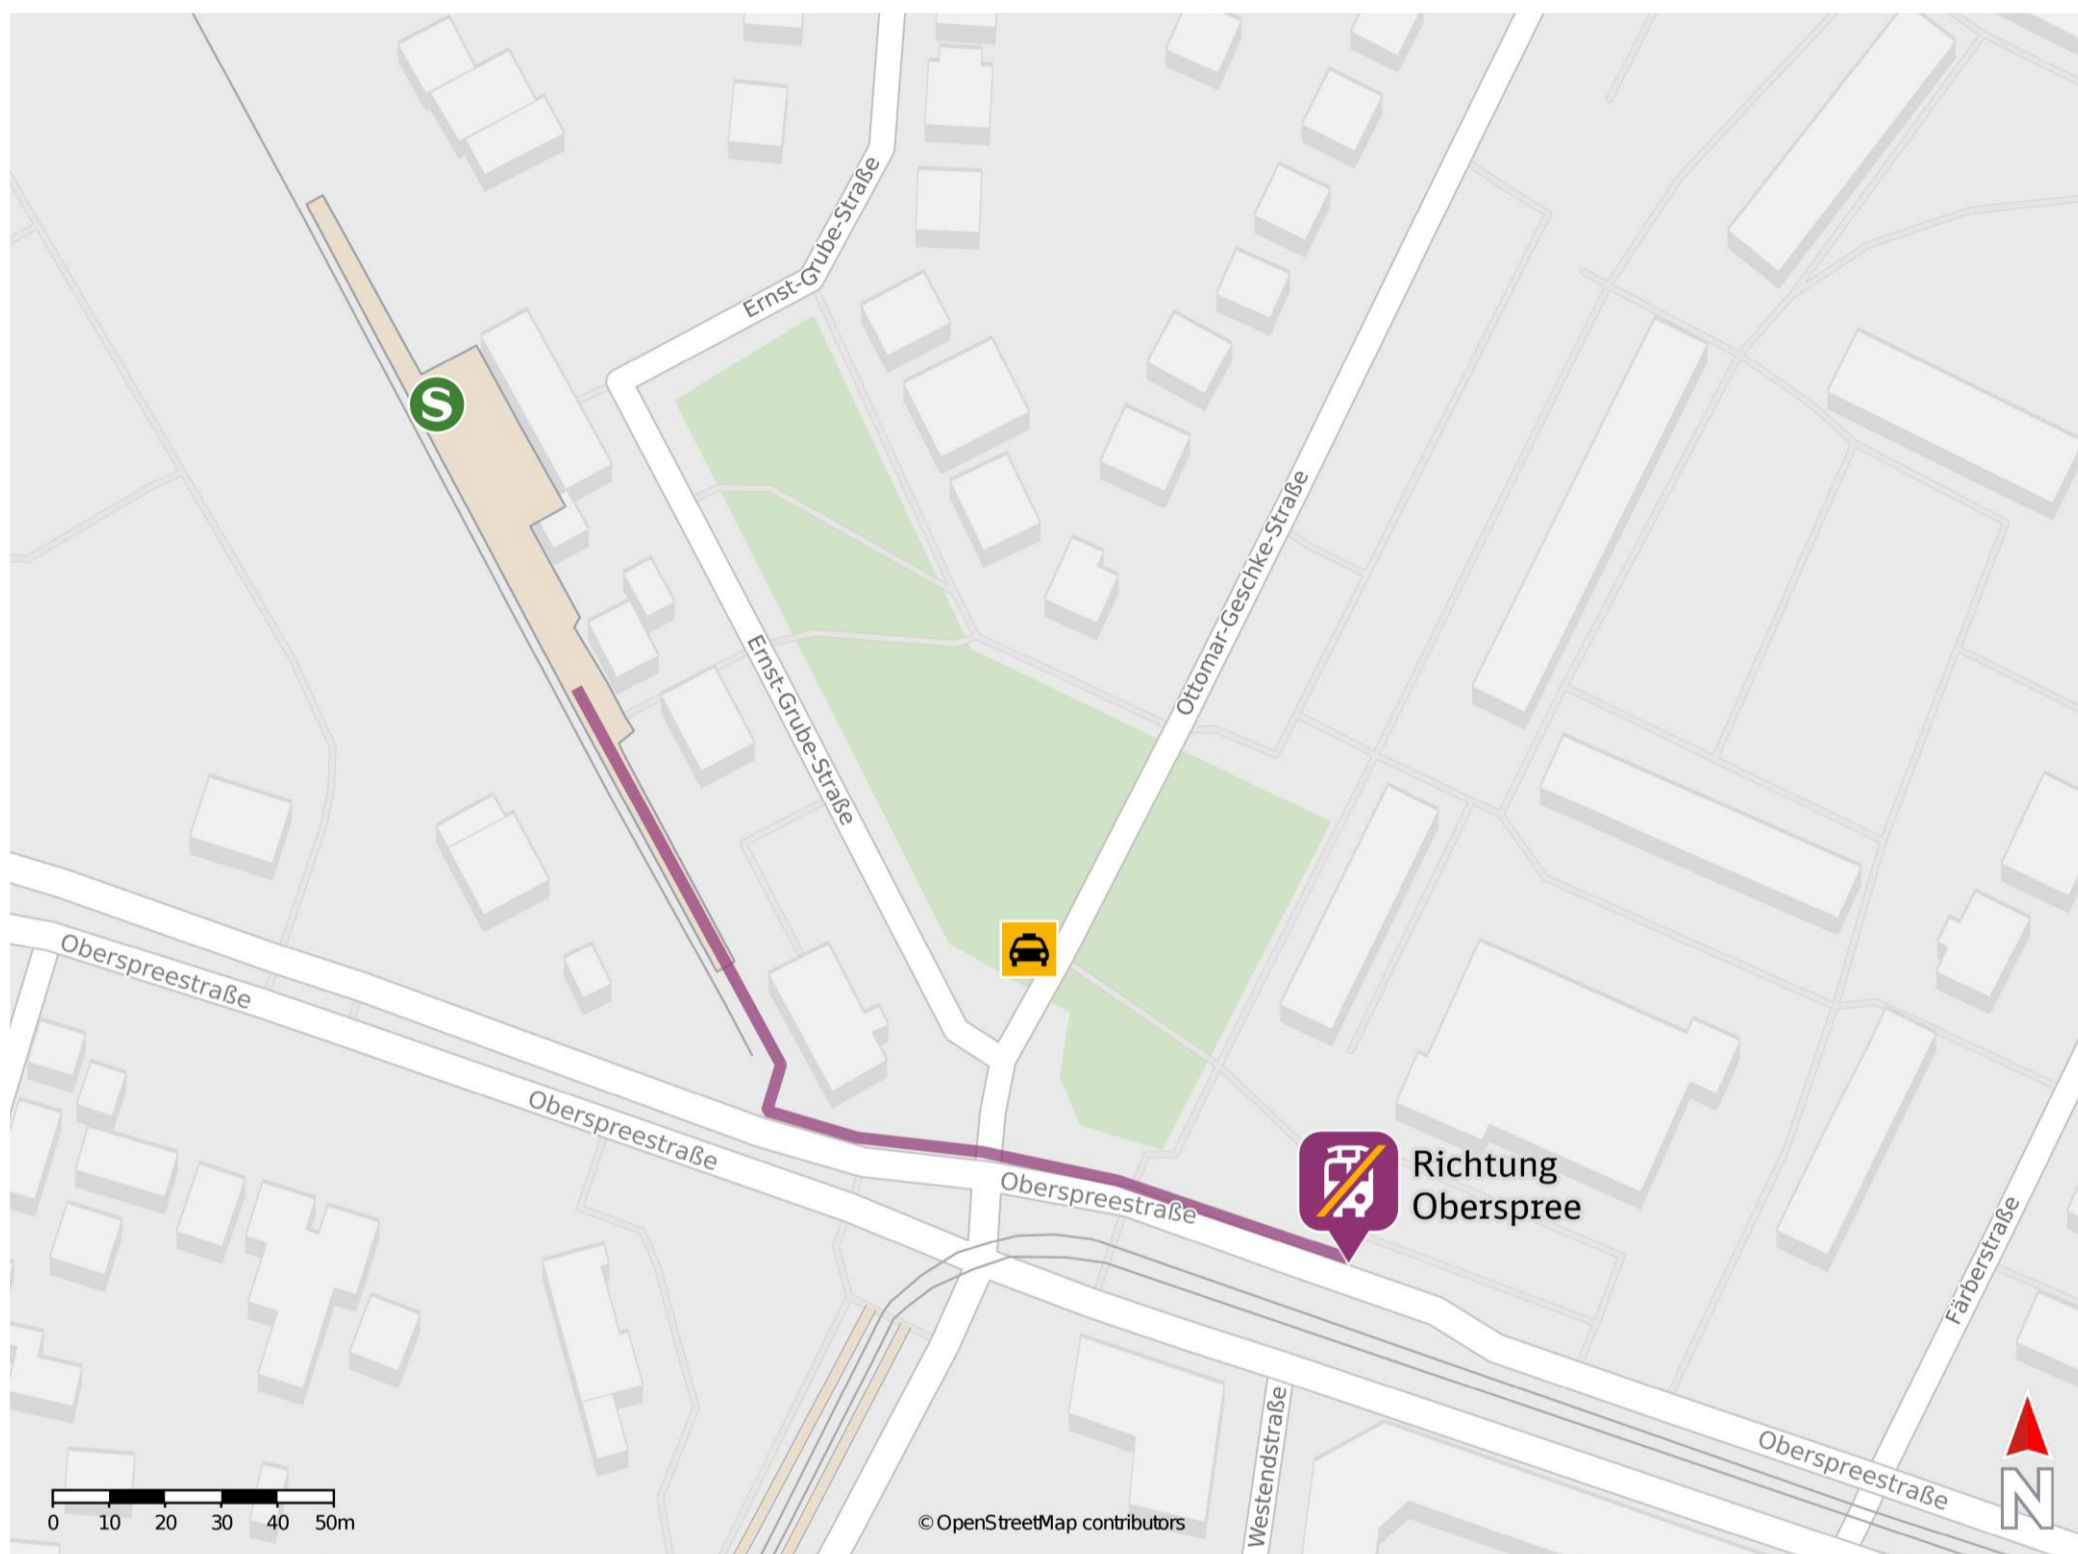 Ernst-Grube-Straße
S
Ottomar-Geschke-Straße
Ernst-Grube-Straße
Oberspreestraße
Oberspreestraße
Richtung
Oberspree
Oberspreestraße
Färberstraße
Westendstraße
Oberspreestraße
N
0 10 20 30 40 50m
© OpenStreetMap contributors